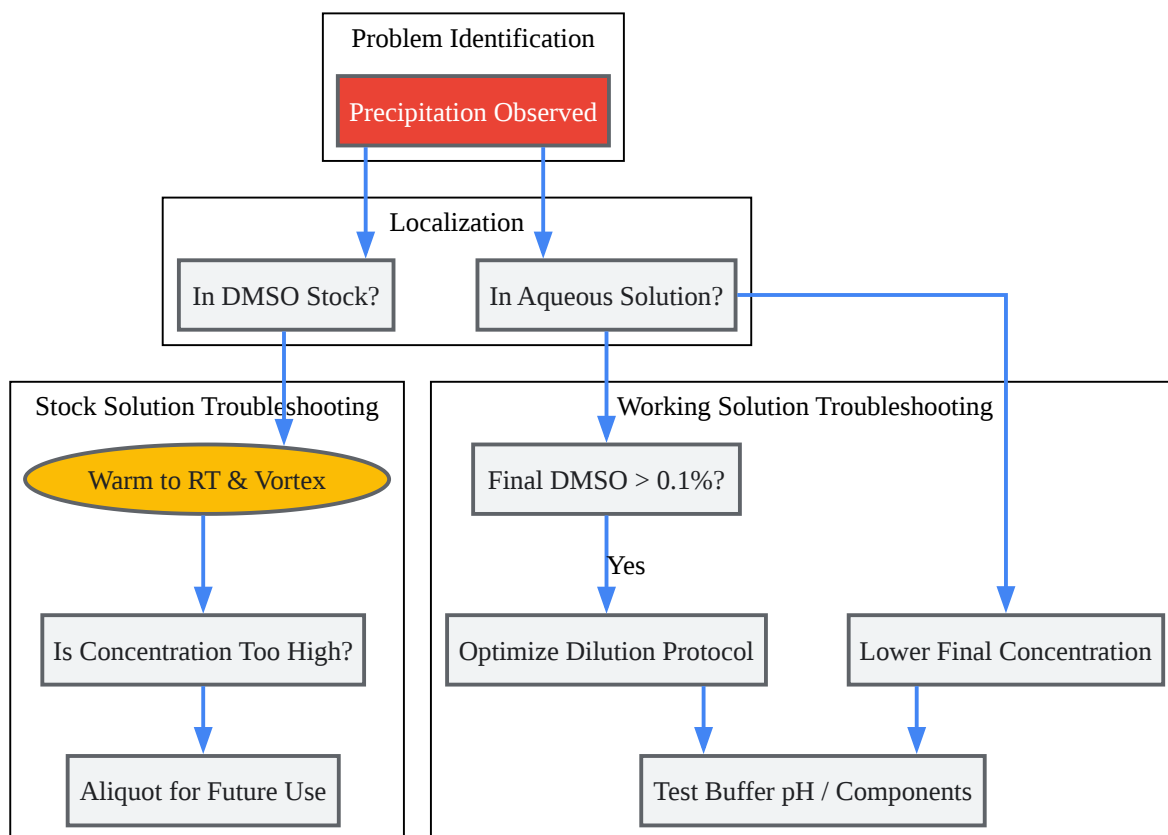 Problem Identification
Precipitation Observed
Localization
In DMSO Stock?
In Aqueous Solution?
Stock Solution Troubleshooting
Warm to RT & Vortex
Is Concentration Too High?
Aliquot for Future Use
Working Solution Troubleshooting
Final DMSO > 0.1%?
Yes
Optimize Dilution Protocol
Lower Final Concentration
Test Buffer pH / Components